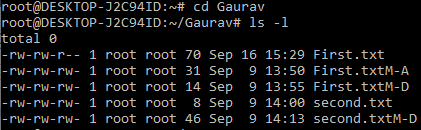 root@DESKTOP-J2C94ID:~# cd Gaurav
root@DESKTOP-J2C94ID:~/Gaurav# ls -l
total 0
-rw-rw-r-- 1 root root 70 Sep 16 15:29 First.txt
-rw-rw-rw- 1 root root 31 Sep  9 13:50 First.txtM-A
-rw-rw-rw- 1 root root 14 Sep  9 13:55 First.txtM-D
-rw-rw-rw- 1 root root  8 Sep  9 14:00 second.txt
-rw-rw-rw- 1 root root 46 Sep  9 14:13 second.txtM-D